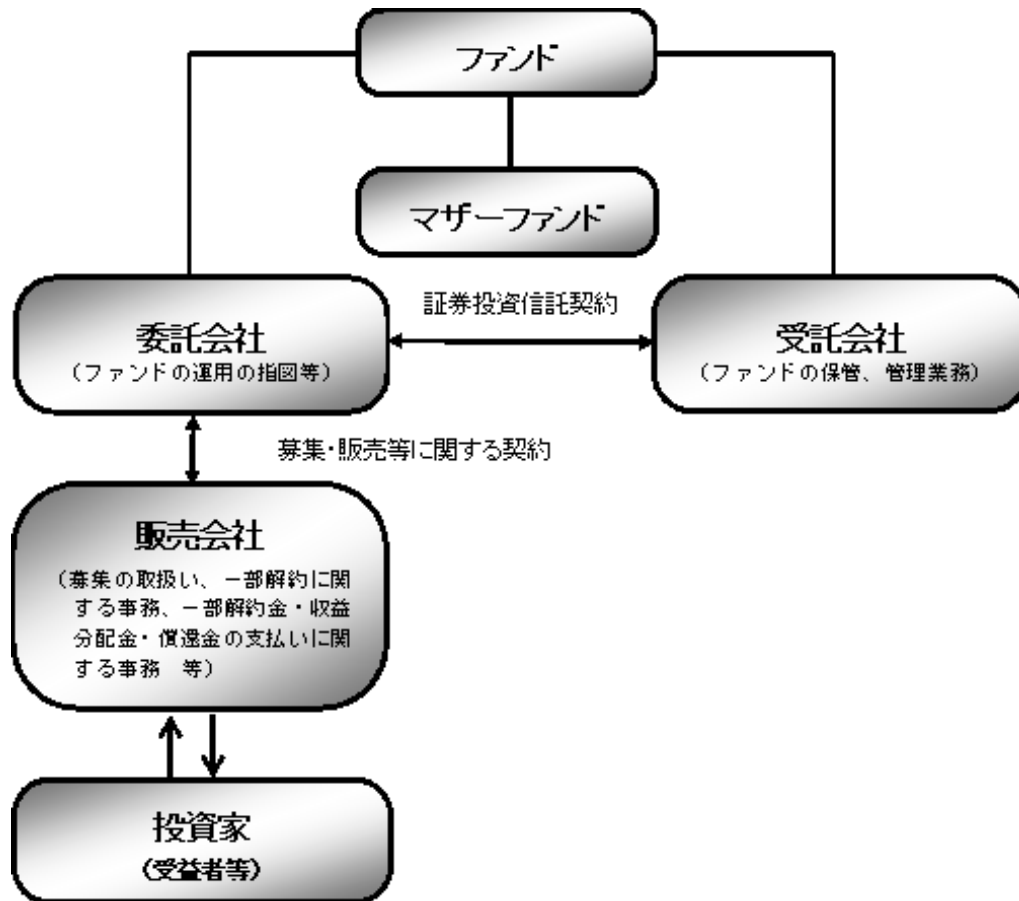 ファンド
マザーファンド
証券投資信託契約
委託会社
(ファンドの運用の指図等)
受託会社
(ファンドの保管、管理業務)
募集・販売等に関する契約
販売会社
(募集の取扱い、一部解約に関
する事務、一部解約金・収益
分配金・償還金の支払いに関
する事務　等)
投資家
(受益者等)